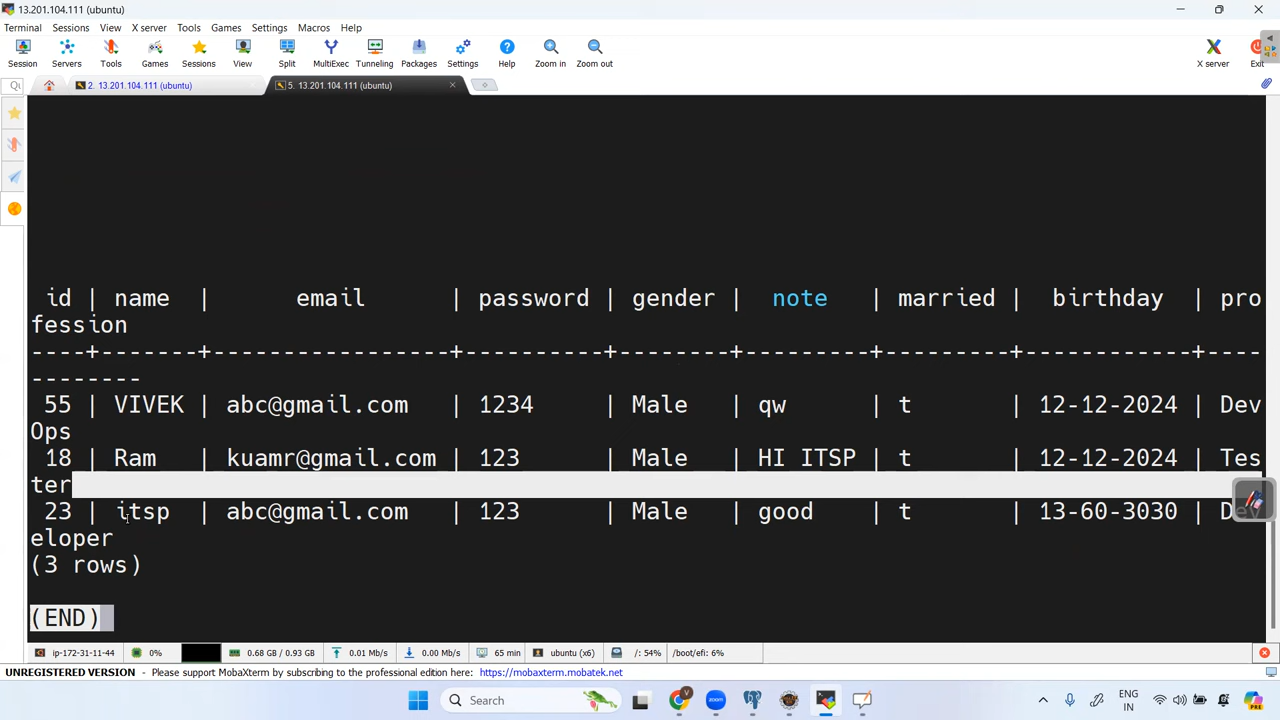 13.201.104.111 (ubuntu)
Terminal Sessions View X server Tools Games Settings Macros Help
Session Servers Tools Games Sessions View Split MultiExec Tunneling Packages Settings Help Zoom in Zoom out X server Exit
2. 13.201.104.111 (ubuntu) 5. 13.201.104.111 (ubuntu)
id | name | email | password | gender | note | married | birthday | pro
fession
----+-------+-----------------+----------+--------+---------+---------+------------+----
--------
55 | VIVEK | abc@gmail.com | 1234 | Male | qw | t | 12-12-2024 | Dev
Ops
18 | Ram | kuamr@gmail.com | 123 | Male | HI ITSP | t | 12-12-2024 | Tes
ter
23 | itsp | abc@gmail.com | 123 | Male | good | t | 13-60-3030 | Dev
eloper
(3 rows)
(END)
ip-172-31-11-44 0% 0.68 GB / 0.93 GB 0.01 Mb/s 0.00 Mb/s 65 min ubuntu (x6) /: 54% /boot/efi: 6%
UNREGISTERED VERSION - Please support MobaXterm by subscribing to the professional edition here: https://mobaxterm.mobatek.net
Search
ENG
IN